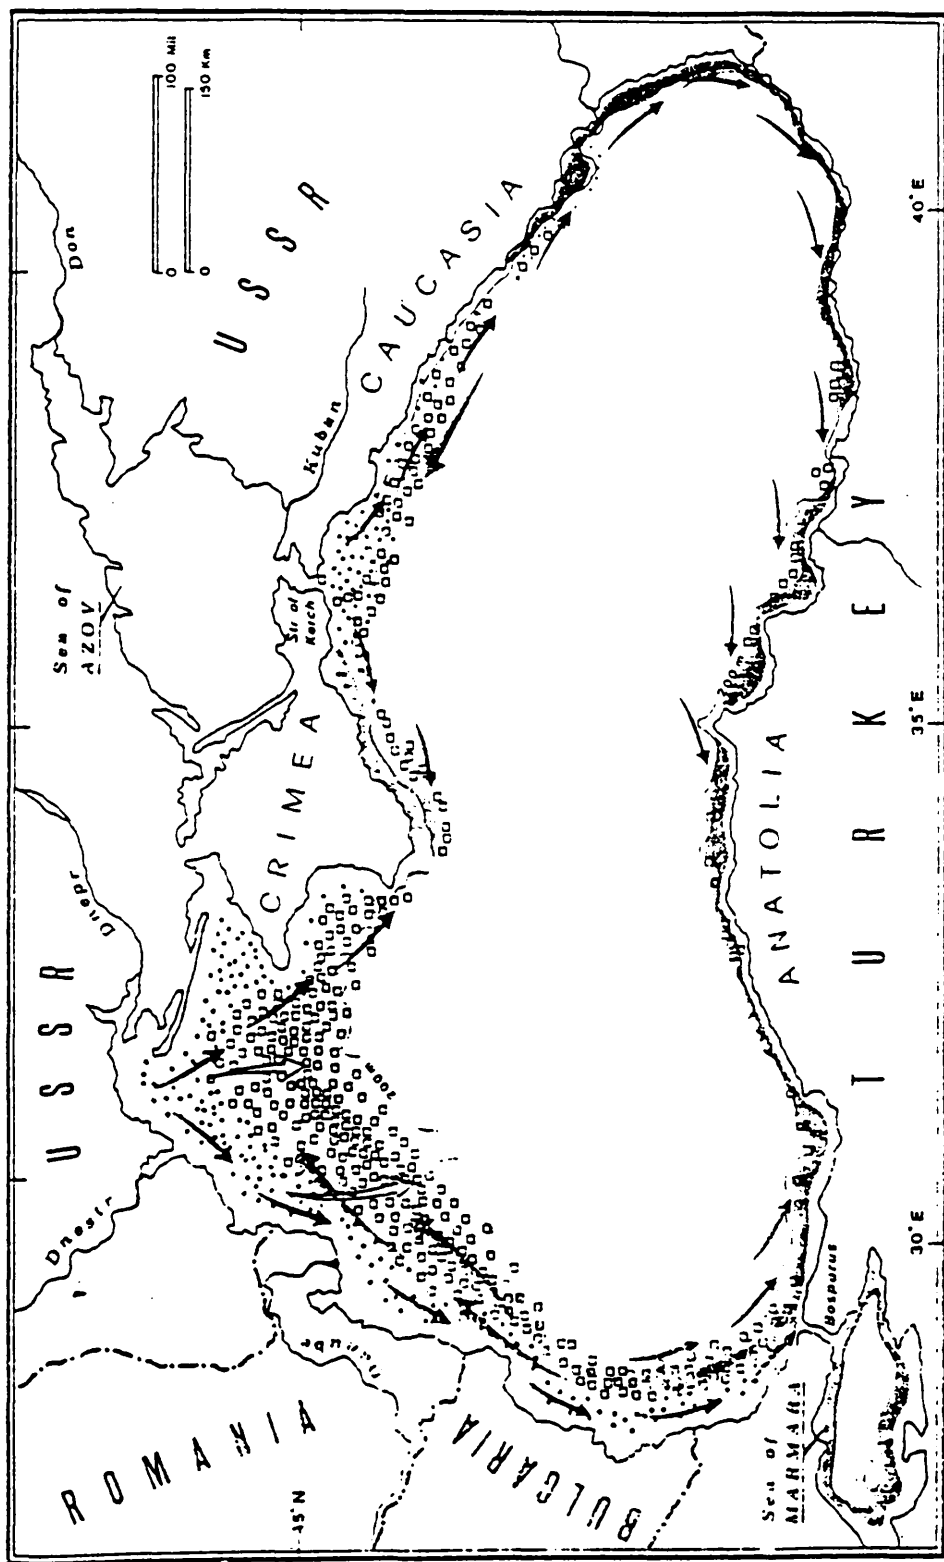 USSR
USSR
ROMANIA
BULGARIA
TURKEY
ANATOLIA
CRIMEA
CAUCASIA
Dnestr
Dnepr
Don
Kuban
Sea of
AZOV
Str of
Kerch
Sea of
MARMARA
Bosporus
200m
45°N
30°E
35°E
40°E
0 100 Mil
0 150 Km